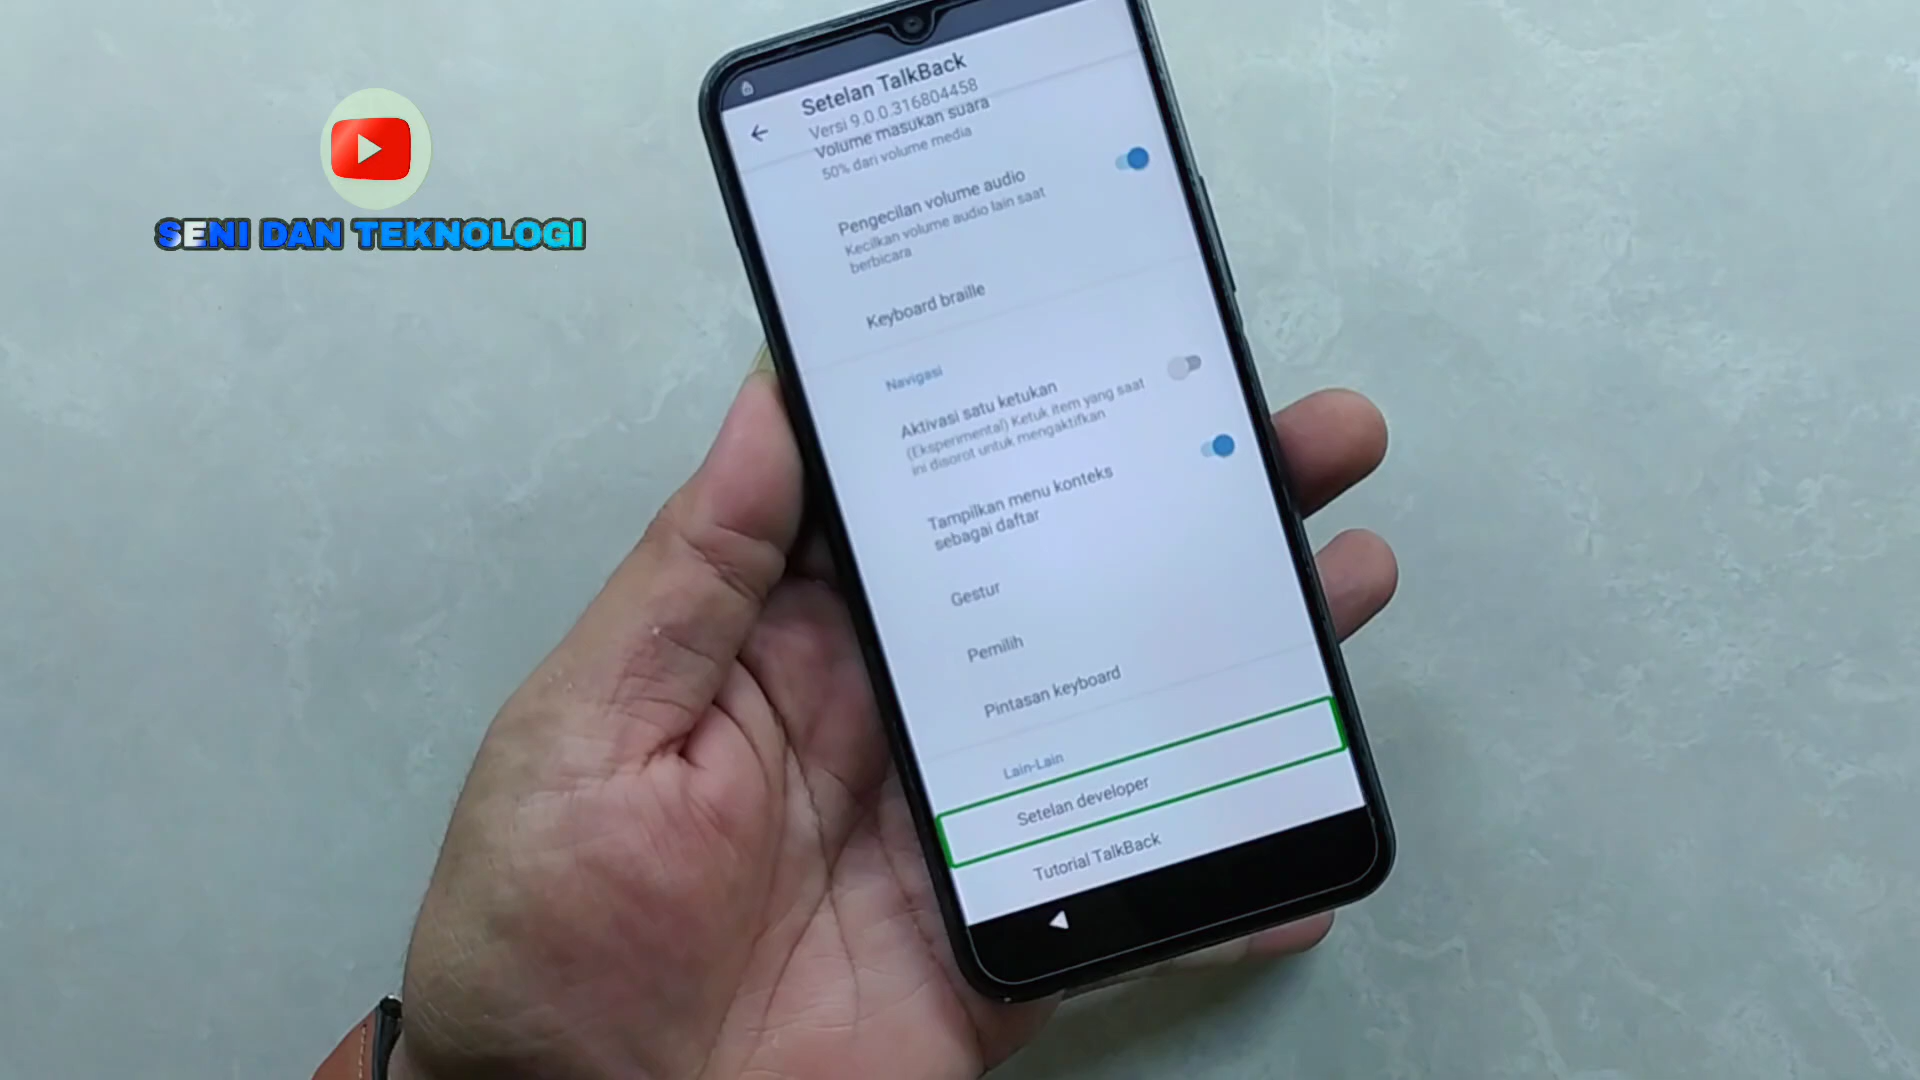 SENI DAN TEKNOLOGI
Setelan TalkBack
Versi 9.0.0.316804458
Volume masukan suara
50% dari volume media
Pengecilan volume audio
Kecilkan volume audio lain saat
berbicara
Keyboard braille
Navigasi
Aktivasi satu ketukan
(Eksperimental) Ketuk item yang saat
ini disorot untuk mengaktifkan
Tampilkan menu konteks
sebagai daftar
Gestur
Pemilih
Pintasan keyboard
Lain-Lain
Setelan developer
Tutorial TalkBack